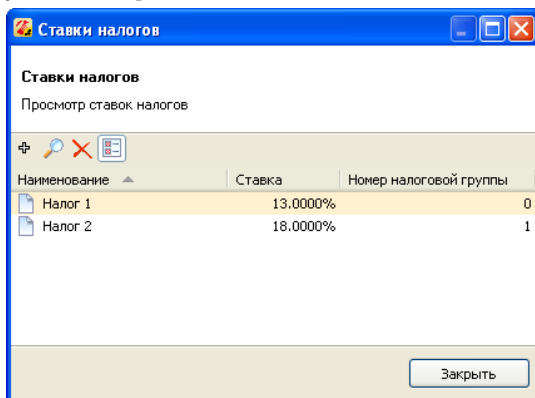 Ставки налогов
Ставки налогов
Просмотр ставок налогов
Наименование Ставка Номер налоговой группы
Налог 1 13.0000% 0
Налог 2 18.0000% 1
Закрыть